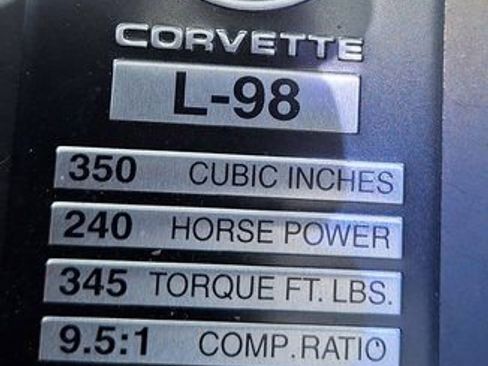 CORVETTE
L-98
350 CUBIC INCHES
240 HORSE POWER
345 TORQUE FT. LBS.
9.5:1 COMP. RATIO